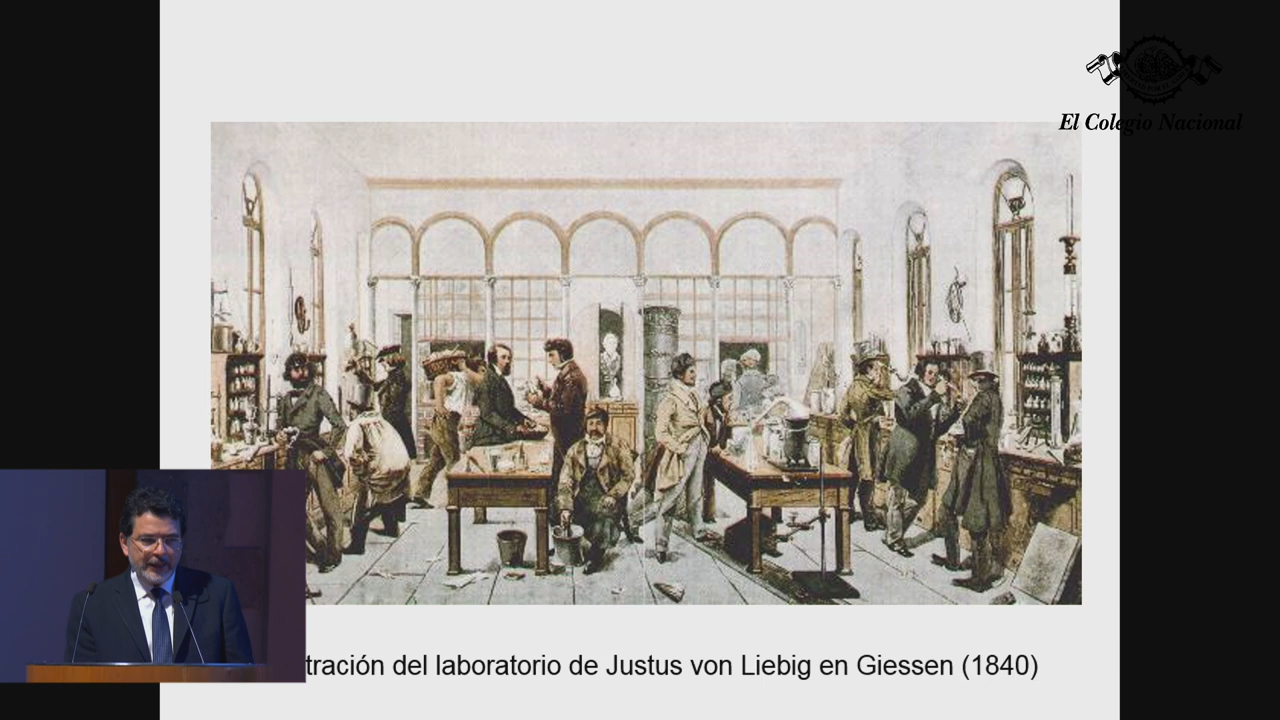 El Colegio Nacional
tración del laboratorio de Justus von Liebig en Giessen (1840)